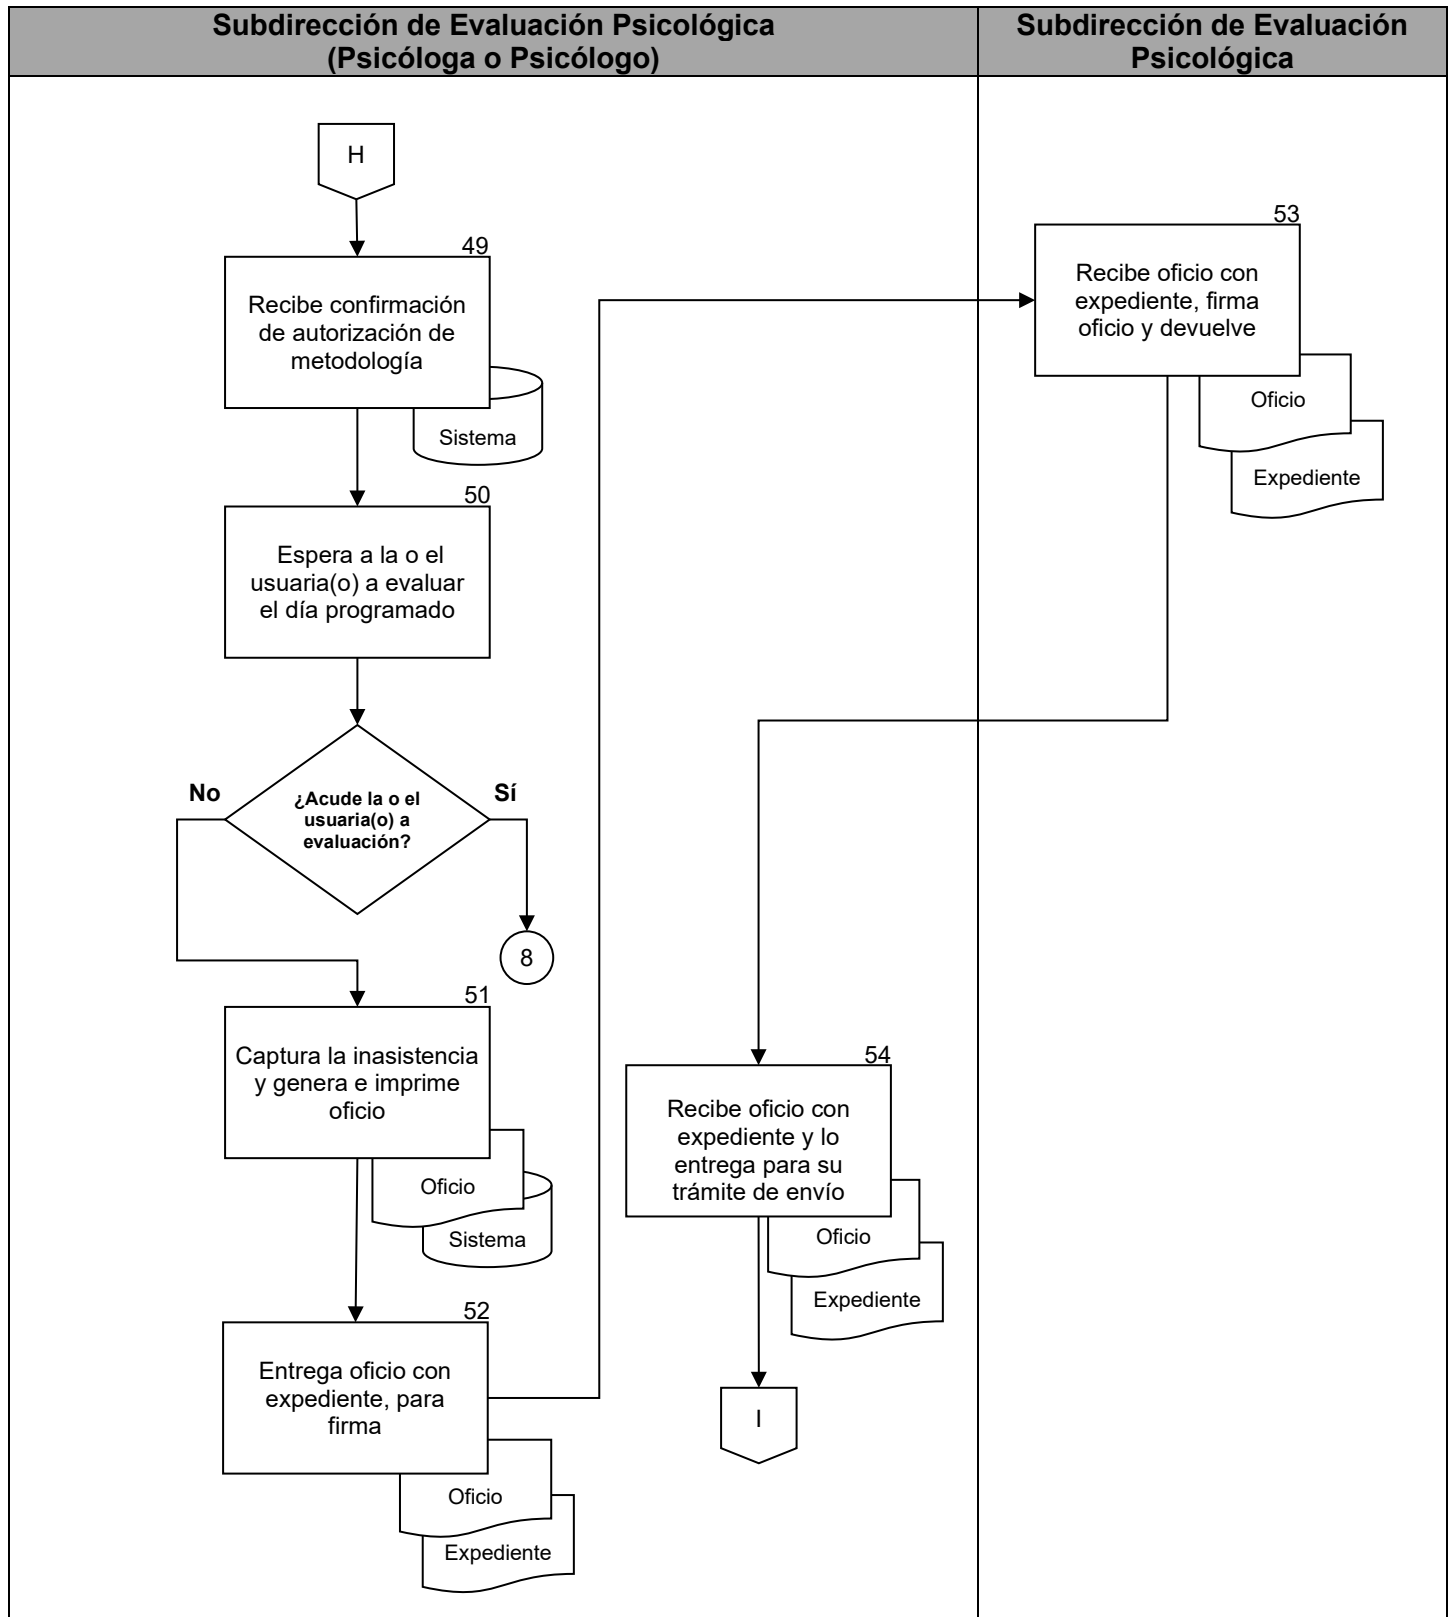 Subdirección de Evaluación Psicológica
(Psicóloga o Psicólogo)
Subdirección de Evaluación
Psicológica
H
49
Recibe confirmación
de autorización de
metodología
Sistema
50
Espera a la o el
usuaria(o) a evaluar
el día programado
No
¿Acude la o el
usuaria(o) a
evaluación?
Sí
8
51
Captura la inasistencia
y genera e imprime
oficio
Oficio
Sistema
52
Entrega oficio con
expediente, para
firma
Oficio
Expediente
53
Recibe oficio con
expediente, firma
oficio y devuelve
Oficio
Expediente
54
Recibe oficio con
expediente y lo
entrega para su
trámite de envío
Oficio
Expediente
I